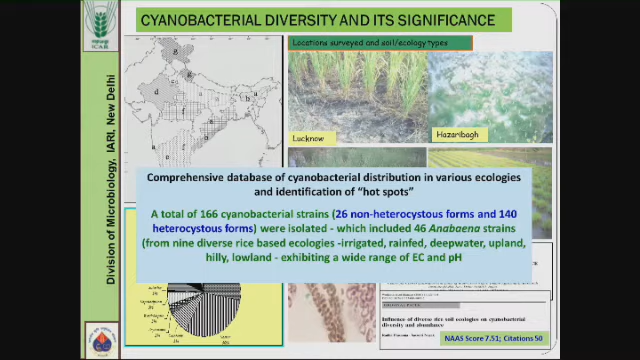 CYANOBACTERIAL DIVERSITY AND ITS SIGNIFICANCE
ICAR
Division of Microbiology, IARI, New Delhi
Locations surveyed and soil/ecology types
Lucknow
Hazaribagh
Comprehensive database of cyanobacterial distribution in various ecologies
and identification of “hot spots”
A total of 166 cyanobacterial strains (26 non-heterocystous forms and 140
heterocystous forms) were isolated - which included 46 Anabaena strains
(from nine diverse rice based ecologies -irrigated, rainfed, deepwater, upland,
hilly, lowland - exhibiting a wide range of EC and pH
Influence of diverse rice soil ecologies on cyanobacterial
diversity and abundance
NAAS Score 7.51; Citations 50